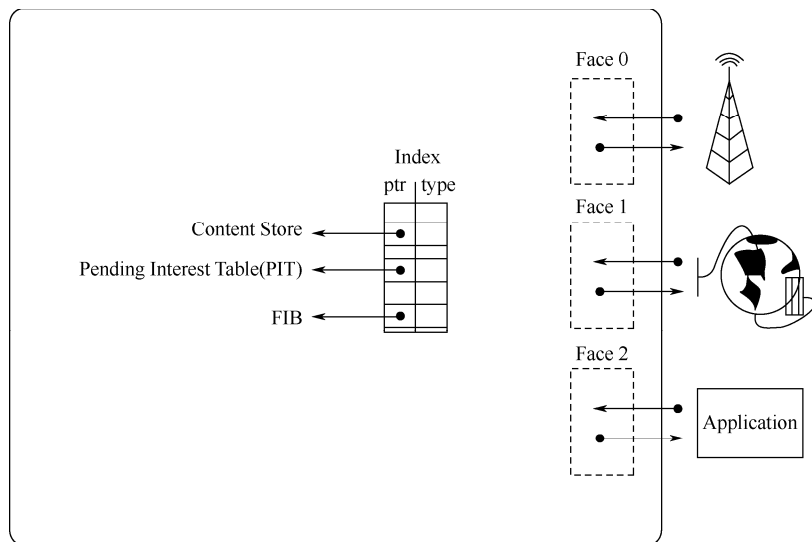 Face 0
Index
ptr type
Content Store
Pending Interest Table(PIT)
FIB
Face 1
Face 2
Application